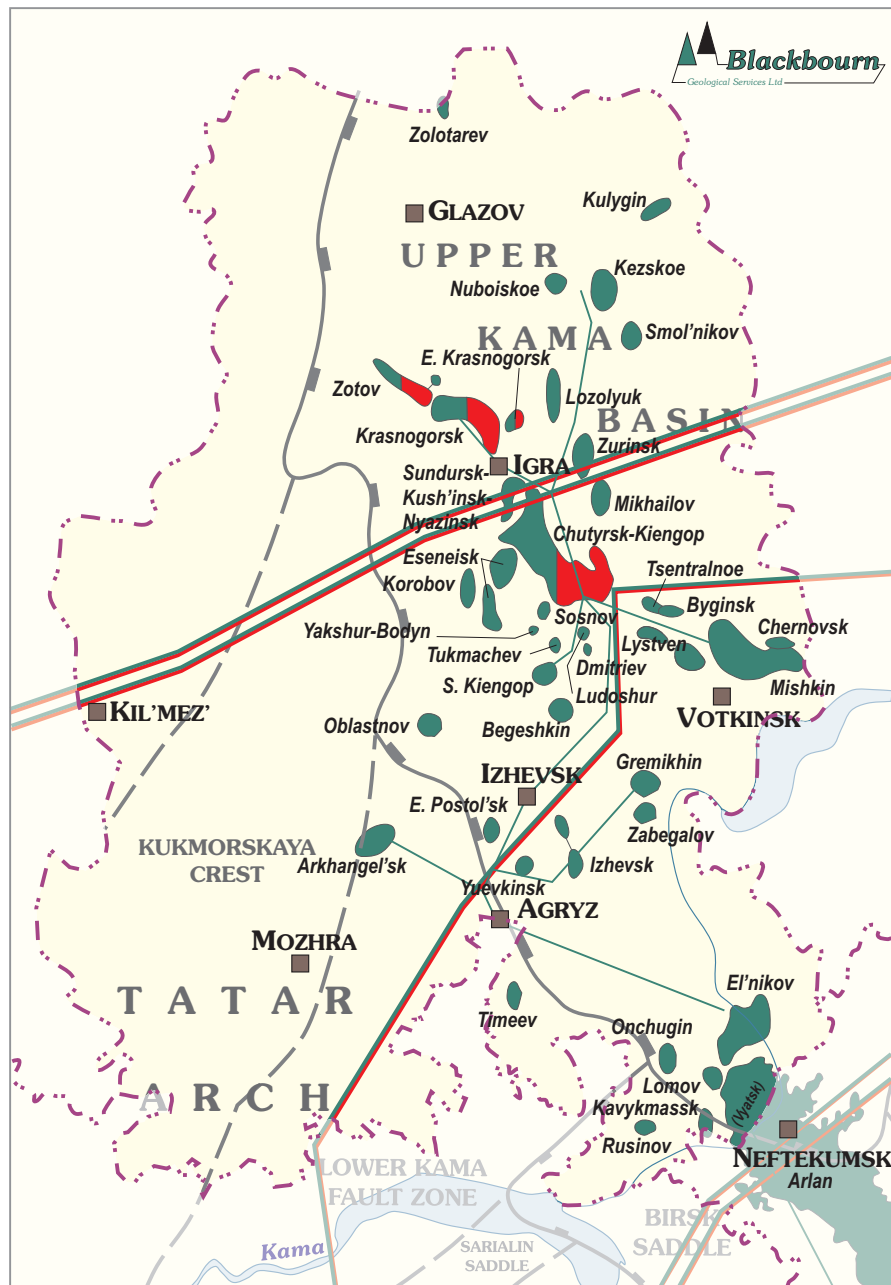 Blackbourn
Geological Services Ltd
Zolotarev
Kulygin
GLAZOV
UPPER
Nuboiskoe
Kezskoe
KAMA
Smol'nikov
E. Krasnogorsk
Zotov
Lozolyuk
BASIN
Krasnogorsk
Zurinsk
IGRA
Sundursk-
Kush'insk-
Nyazinsk
Mikhailov
Chutyrsk-Kiengop
Eseneisk
Tsentralnoe
Korobov
Byginsk
Sosnov
Chernovsk
Yakshur-Bodyn
Lystven
Tukmachev
Dmitriev
Mishkin
S. Kiengop
Ludoshur
KIL'MEZ'
VOTKINSK
Oblastnov
Begeshkin
Gremikhin
IZHEVSK
E. Postol'sk
Zabegalov
KUKMORSKAYA
CREST
Arkhangel'sk
Izhevsk
Yuevkinsk
AGRYZ
MOZHRA
TATAR
El'nikov
Timeev
Onchugin
ARCH
Lomov
(Vyatsk)
Kavykmassk
Rusinov
NEFTEKUMSK
Arlan
LOWER KAMA
FAULT ZONE
BIRSK
SADDLE
Kama
SARIALIN
SADDLE